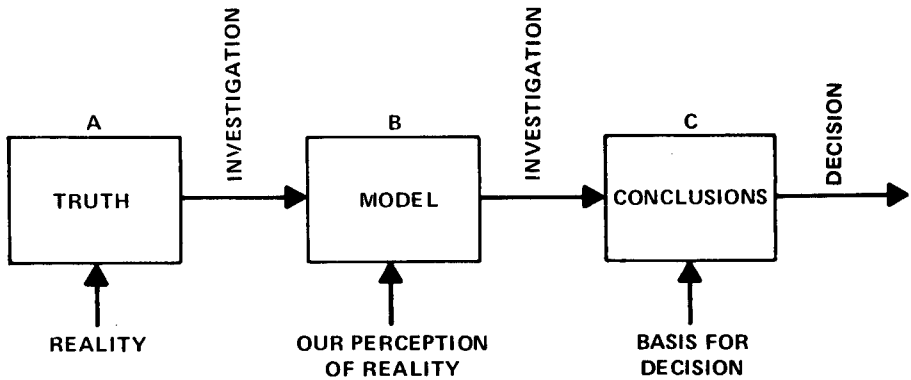 A
TRUTH
REALITY
INVESTIGATION
B
MODEL
OUR PERCEPTION
OF REALITY
INVESTIGATION
C
CONCLUSIONS
BASIS FOR
DECISION
DECISION